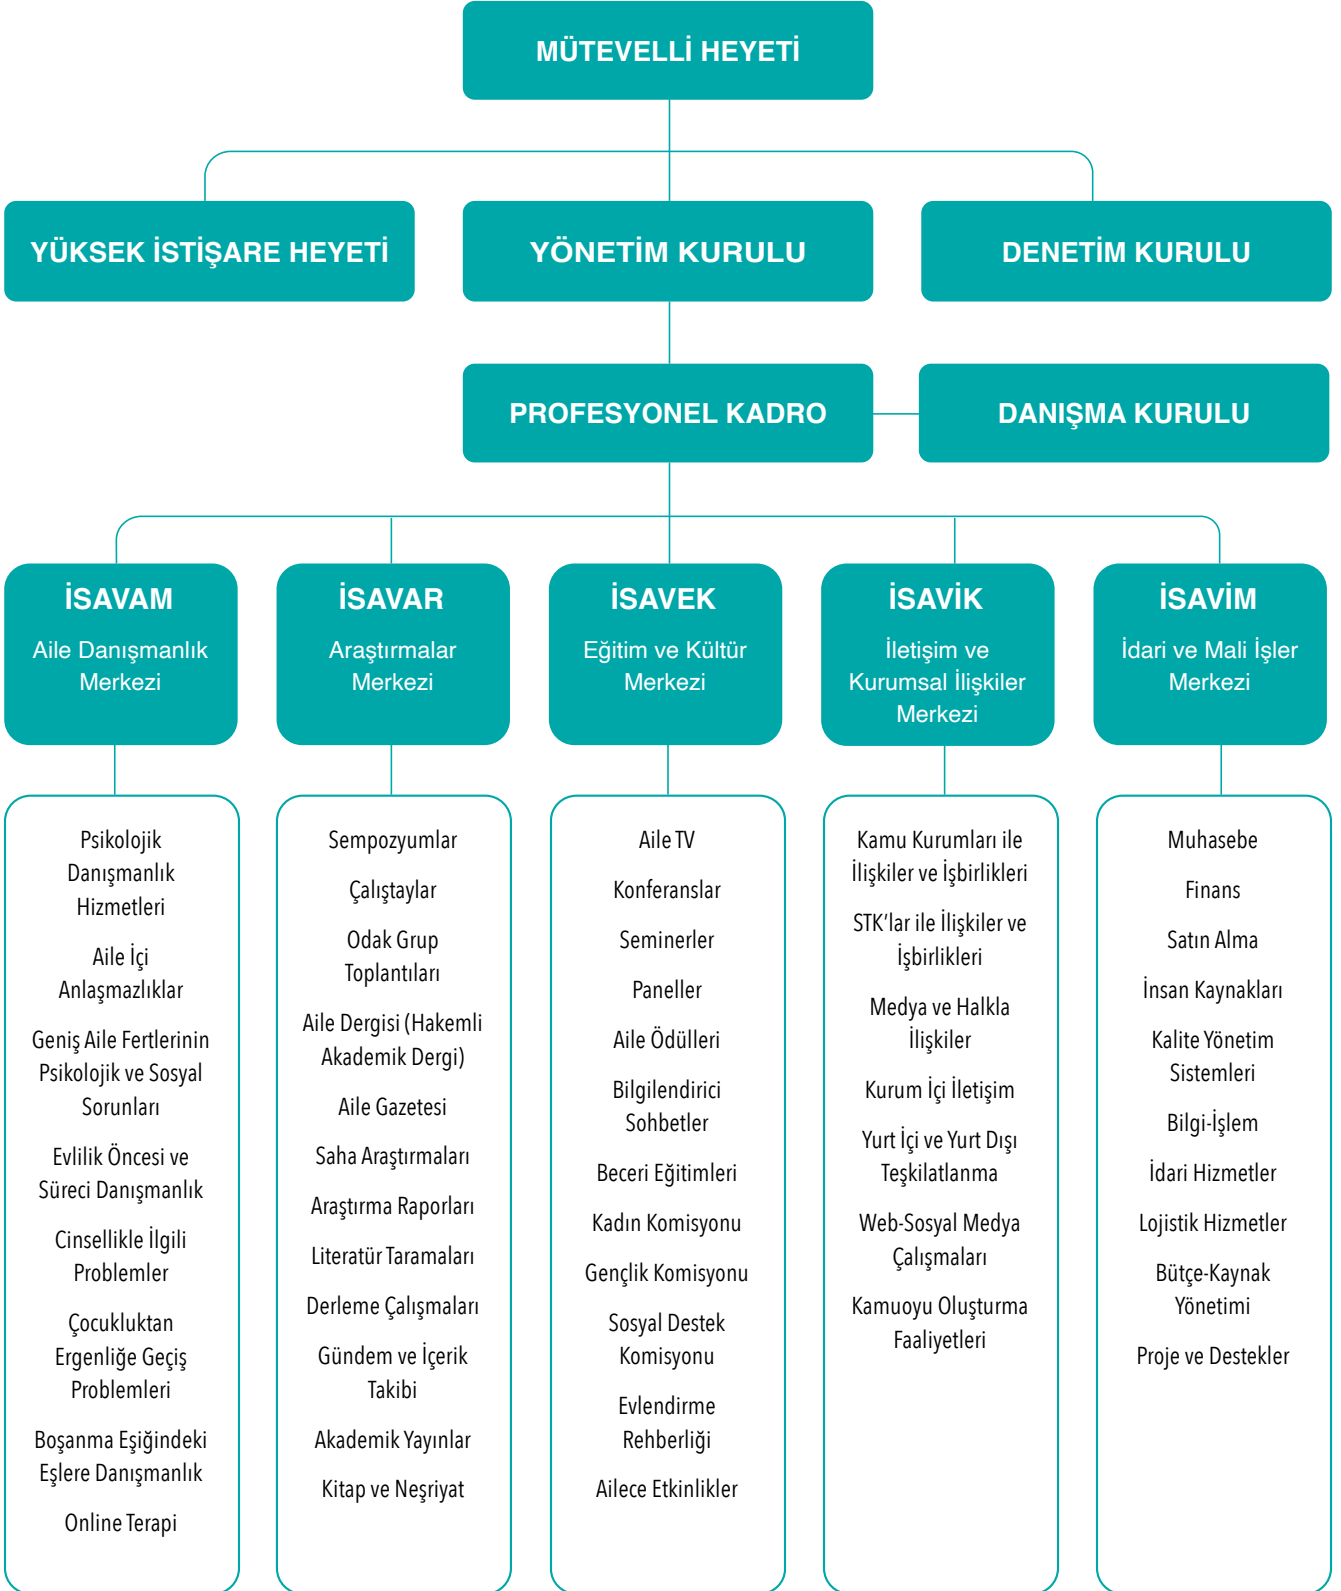 MÜTEVELLİ HEYETİ
YÜKSEK İSTİŞARE HEYETİ
YÖNETİM KURULU
DENETİM KURULU
PROFESYONEL KADRO
DANIŞMA KURULU
İSAVAM
Aile Danışmanlık
Merkezi
İSAVAR
Araştırmalar
Merkezi
İSAVEK
Eğitim ve Kültür
Merkezi
İSAVİK
İletişim ve
Kurumsal İlişkiler
Merkezi
İSAVİM
İdari ve Mali İşler
Merkezi
Psikolojik
Danışmanlık
Hizmetleri
Aile İçi
Anlaşmazlıklar
Geniş Aile Fertlerinin
Psikolojik ve Sosyal
Sorunları
Evlilik Öncesi ve
Süreci Danışmanlık
Cinsellikle İlgili
Problemler
Çocukluktan
Ergenliğe Geçiş
Problemleri
Boşanma Eşiğindeki
Eşlere Danışmanlık
Online Terapi
Sempozyumlar
Çalıştaylar
Odak Grup
Toplantıları
Aile Dergisi (Hakemli
Akademik Dergi)
Aile Gazetesi
Saha Araştırmaları
Araştırma Raporları
Literatür Taramaları
Derleme Çalışmaları
Gündem ve İçerik
Takibi
Akademik Yayınlar
Kitap ve Neşriyat
Aile TV
Konferanslar
Seminerler
Paneller
Aile Ödülleri
Bilgilendirici
Sohbetler
Beceri Eğitimleri
Kadın Komisyonu
Gençlik Komisyonu
Sosyal Destek
Komisyonu
Evlendirme
Rehberliği
Ailece Etkinlikler
Kamu Kurumları ile
İlişkiler ve İşbirlikleri
STK'lar ile İlişkiler ve
İşbirlikleri
Medya ve Halkla
İlişkiler
Kurum İçi İletişim
Yurt İçi ve Yurt Dışı
Teşkilatlanma
Web-Sosyal Medya
Çalışmaları
Kamuoyu Oluşturma
Faaliyetleri
Muhasebe
Finans
Satın Alma
İnsan Kaynakları
Kalite Yönetim
Sistemleri
Bilgi-İşlem
İdari Hizmetler
Lojistik Hizmetler
Bütçe-Kaynak
Yönetimi
Proje ve Destekler